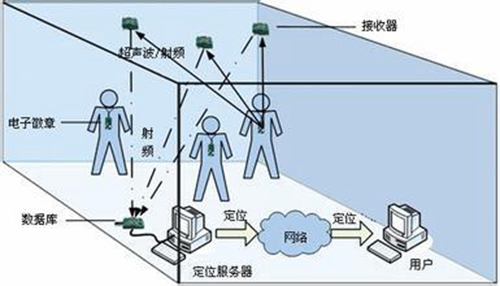 接收器
超声波/射频
电子徽章
射
频
数据库
定位
定位
网络
定位服务器
用户